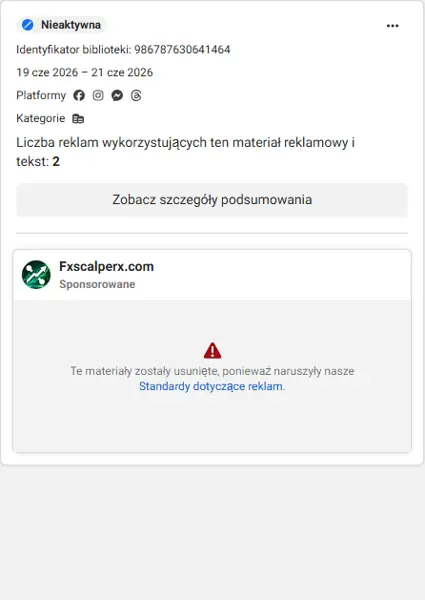 Nieaktywna
Identyfikator biblioteki: 986787630641464
19 cze 2026 – 21 cze 2026
Platformy
Kategorie
Liczba reklam wykorzystujących ten materiał reklamowy i
tekst: 2
Zobacz szczegóły podsumowania
Fxscalperx.com
Sponsorowane
Te materiały zostały usunięte, ponieważ naruszyły nasze
Standardy dotyczące reklam.